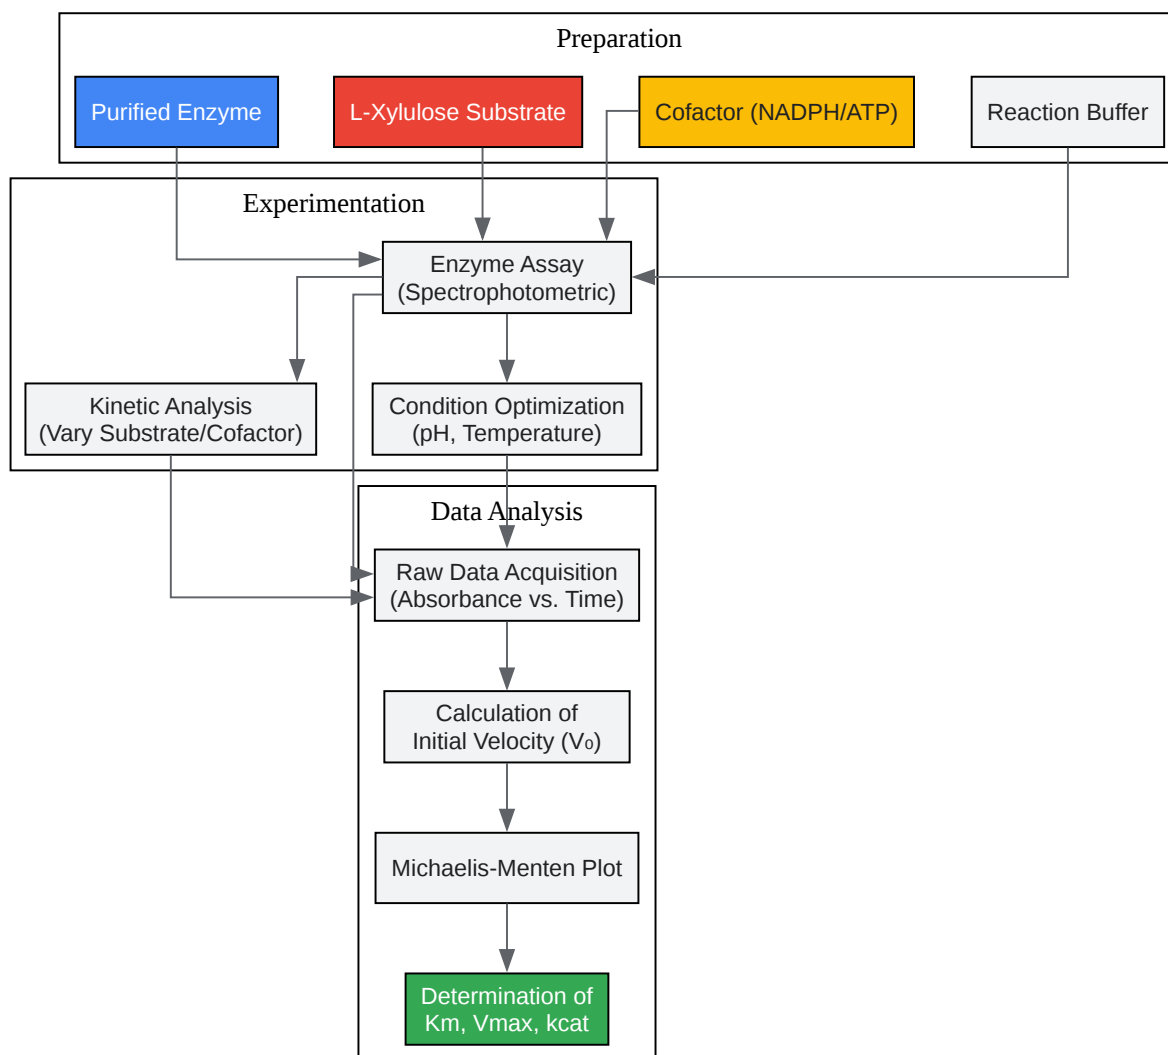 Preparation
Purified Enzyme
L-Xylulose Substrate
Cofactor (NADPH/ATP)
Reaction Buffer
Experimentation
Enzyme Assay
(Spectrophotometric)
Kinetic Analysis
(Vary Substrate/Cofactor)
Condition Optimization
(pH, Temperature)
Data Analysis
Raw Data Acquisition
(Absorbance vs. Time)
Calculation of
Initial Velocity (V₀)
Michaelis-Menten Plot
Determination of
Km, Vmax, kcat